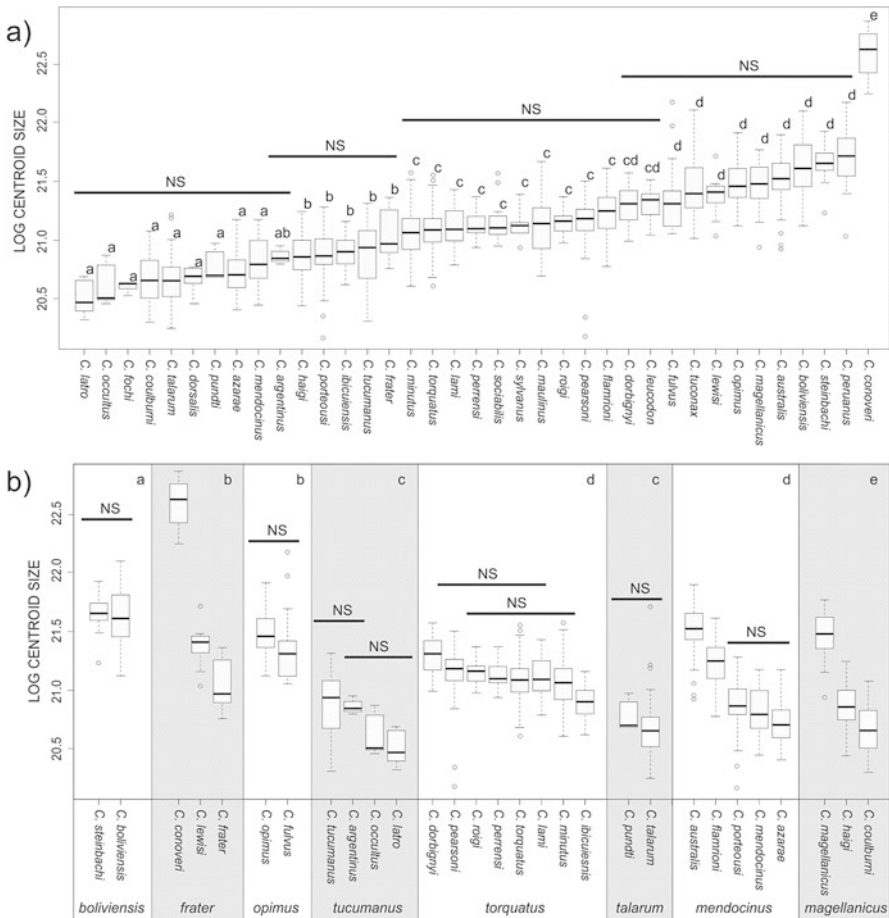 a)
LOG CENTROID SIZE
22.5
22.0
21.5
21.0
20.5
NS
NS
NS
NS
a
a
a
a
a
a
a
a
a
ab
b
b
b
b
b
c
c
c
c
c
c
c
c
c
c
cd
cd
d
d
d
d
d
d
d
d
d
e
C. latro
C. occultus
C. fochi
C. coulburni
C. talarum
C. dorsalis
C. pundti
C. azarae
C. mendocinus
C. argentinus
C. haigi
C. porteousi
C. ibicuiensis
C. tucumanus
C. frater
C. minutus
C. torquatus
C. lami
C. perrensi
C. sociabilis
C. sylvanus
C. maulinus
C. roigi
C. pearsoni
C. flamrioni
C. dorbignyi
C. leucodon
C. fulvus
C. tuconax
C. lewisi
C. opimus
C. magellanicus
C. australis
C. boliviensis
C. steinbachi
C. peruanus
C. conoveri
b)
LOG CENTROID SIZE
22.5
22.0
21.5
21.0
20.5
a
b
b
c
d
c
d
e
NS
NS
NS
NS
NS
NS
NS
NS
C. steinbachi
C. boliviensis
C. conoveri
C. lewisi
C. frater
C. opimus
C. fulvus
C. tucumanus
C. argentinus
C. occultus
C. latro
C. dorbignyi
C. pearsoni
C. roigi
C. perrensi
C. torquatus
C. lami
C. minutus
C. ibicuiesnis
C. pundti
C. talarum
C. australis
C. flamrioni
C. porteousi
C. mendocinus
C. azarae
C. magellanicus
C. haigi
C. coulburni
boliviensis
frater
opimus
tucumanus
torquatus
talarum
mendocinus
magellanicus